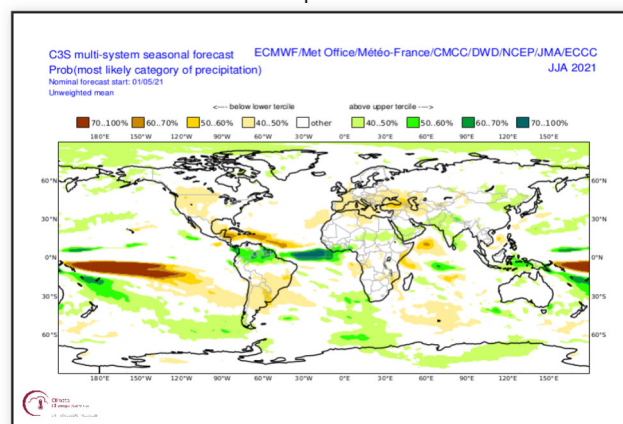 C3S multi-system seasonal forecast ECMWF/Met Office/Météo-France/CMCC/DWD/NCEP/JMA/ECCC
Prob(most likely category of precipitation) JJA 2021
Nominal forecast start: 01/05/21
Unweighted mean
<---- below lower tercile above upper tercile ---->
70..100% 60..70% 50..60% 40..50% other 40..50% 50..60% 60..70% 70..100%
180°E 150°W 120°W 90°W 60°W 30°W 0°E 30°E 60°E 90°E 120°E 150°E
60°N 60°N
30°N 30°N
0°N 0°N
30°S 30°S
60°S 60°S
180°E 150°W 120°W 90°W 60°W 30°W 0°E 30°E 60°E 90°E 120°E 150°E
Climate
Change Service